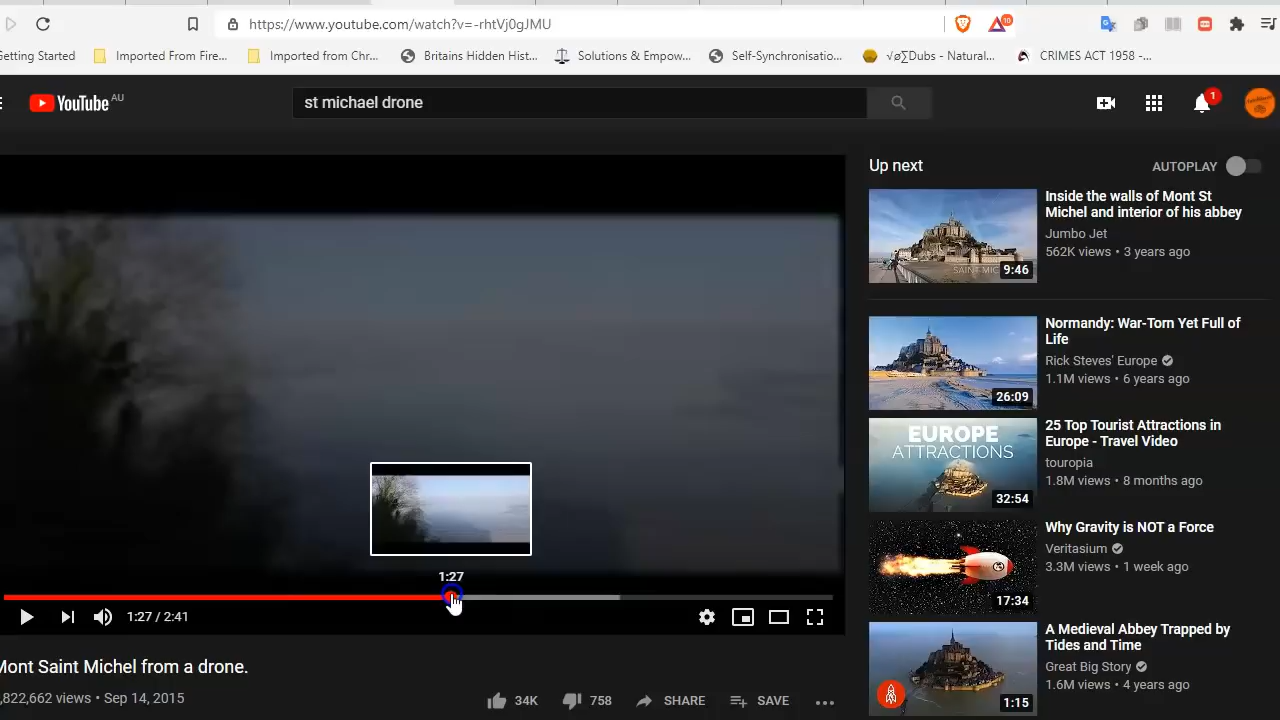 https://www.youtube.com/watch?v=-rhtVj0gJMU
10
etting Started
Imported From Fire...
Imported from Chr...
Britains Hidden Hist...
Solutions & Empow...
Self-Synchronisatio...
√ø∑Dubs - Natural...
CRIMES ACT 1958 -...
YouTube AU
st michael drone
1
Up next
AUTOPLAY
Inside the walls of Mont St
Michel and interior of his abbey
Jumbo Jet
562K views • 3 years ago
SAINT-MIC
9:46
Normandy: War-Torn Yet Full of
Life
Rick Steves' Europe
1.1M views • 6 years ago
26:09
25 Top Tourist Attractions in
Europe - Travel Video
touropia
1.8M views • 8 months ago
EUROPE
ATTRACTIONS
32:54
Why Gravity is NOT a Force
Veritasium
3.3M views • 1 week ago
17:34
A Medieval Abbey Trapped by
Tides and Time
Great Big Story
1.6M views • 4 years ago
1:15
1:27
1:27 / 2:41
Mont Saint Michel from a drone.
,822,662 views • Sep 14, 2015
34K
758
SHARE
SAVE